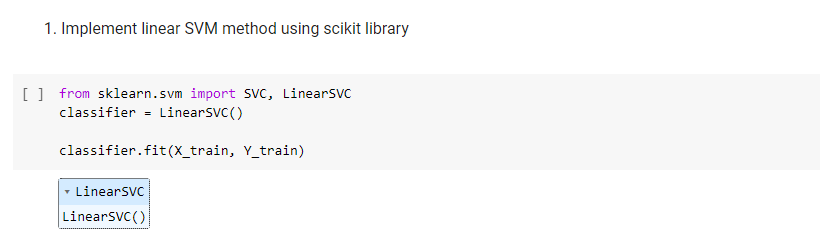 1. Implement linear SVM method using scikit library
[ ] from sklearn.svm import SVC, LinearSVC
classifier = LinearSVC()
classifier.fit(X_train, Y_train)
▾ LinearSVC
LinearSVC()